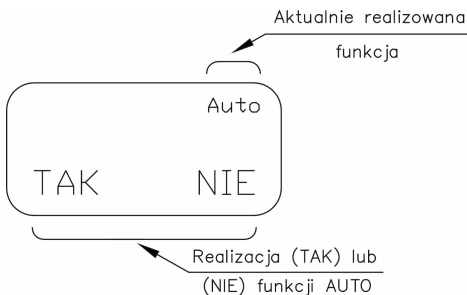 Aktualnie realizowana
funkcja
Auto
TAK NIE
Realizacja (TAK) lub
(NIE) funkcji AUTO